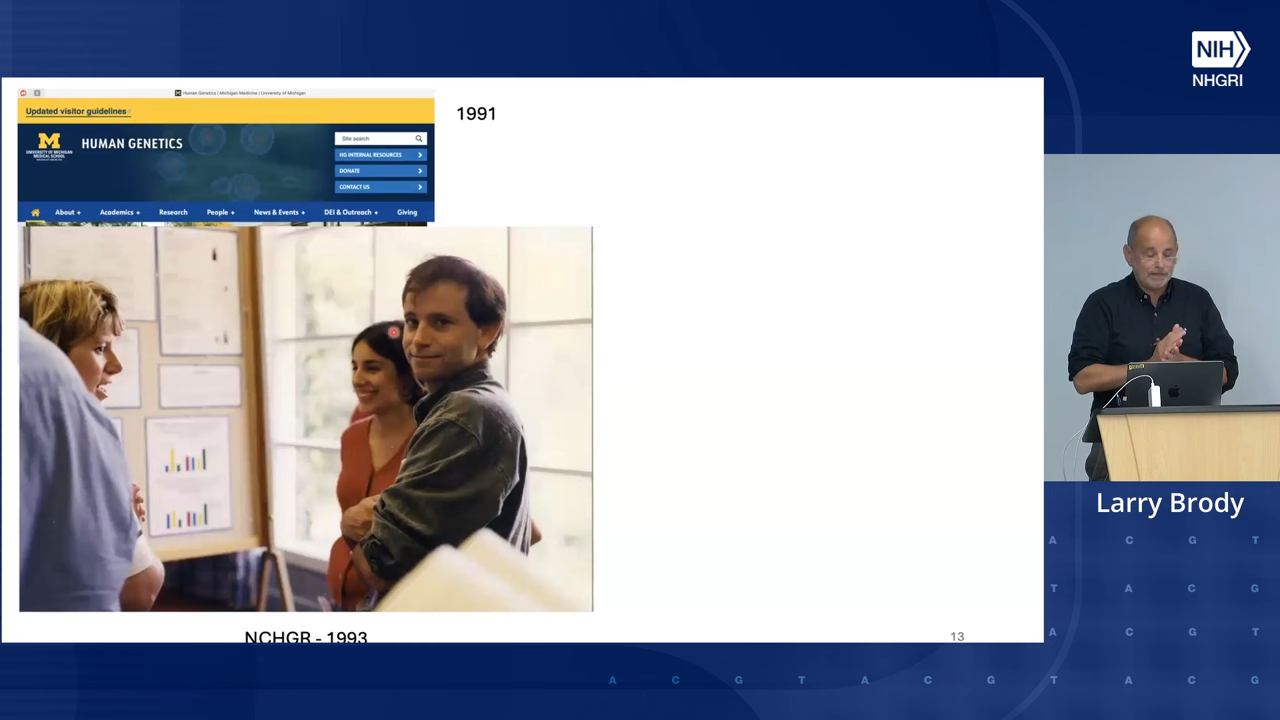 NIH
NHGRI
Human Genetics | Michigan Medicine | University of Michigan
Updated visitor guidelines
1991
M
UNIVERSITY OF MICHIGAN
MEDICAL SCHOOL
HUMAN GENETICS
Site search
HG INTERNAL RESOURCES
DONATE
CONTACT US
About +
Academics +
Research
People +
News & Events +
DEI & Outreach +
Giving
NCHGR - 1993
13
Larry Brody
A C G T
T A C G
A C G T
A C G T A C G T A C G